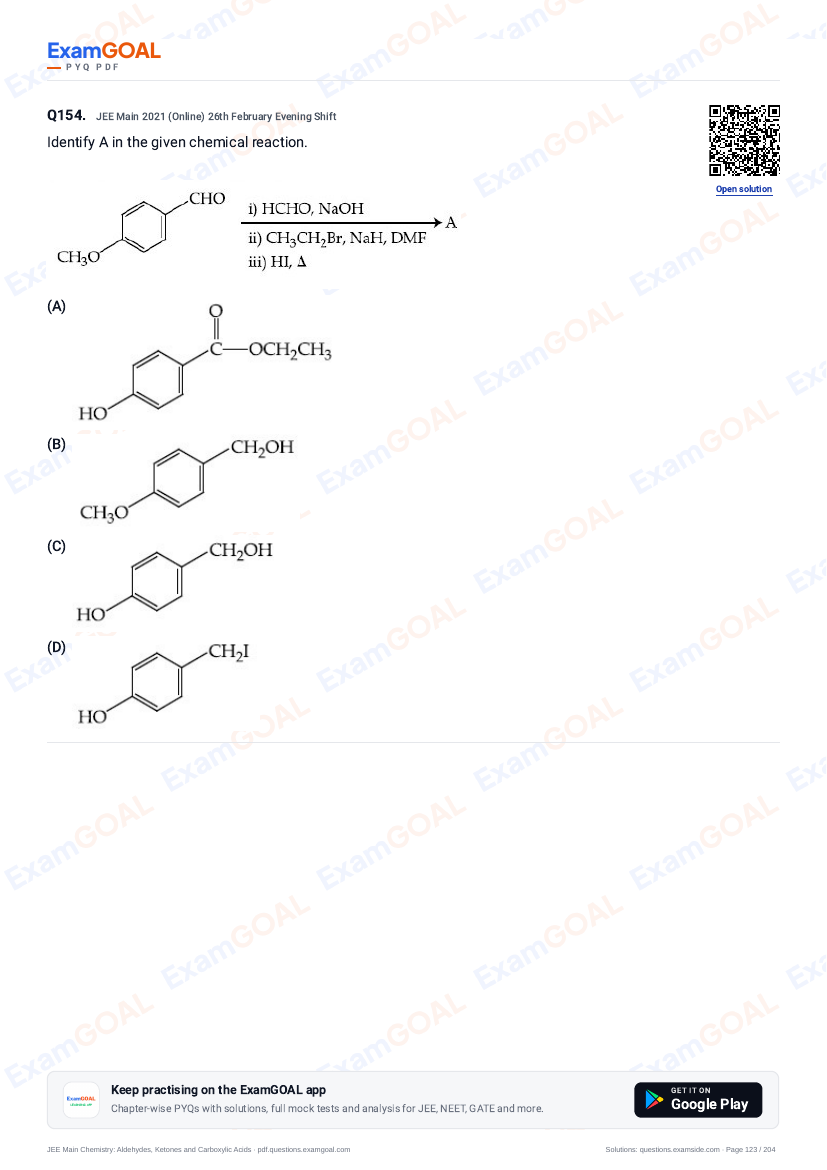 ExamGOAL
PYQ PDF
Q154. JEE Main 2021 (Online) 26th February Evening Shift
Identify A in the given chemical reaction.
Open solution
CHO
CH₃O
i) HCHO, NaOH
ii) CH₃CH₂Br, NaH, DMF
iii) HI, Δ
A
(A)
O
C—OCH₂CH₃
HO
(B)
CH₂OH
CH₃O
(C)
CH₂OH
HO
(D)
CH₂I
HO
Keep practising on the ExamGOAL app
Chapter-wise PYQs with solutions, full mock tests and analysis for JEE, NEET, GATE and more.
GET IT ON
Google Play
JEE Main Chemistry: Aldehydes, Ketones and Carboxylic Acids · pdf.questions.examgoal.com
Solutions: questions.examside.com · Page 123 / 204